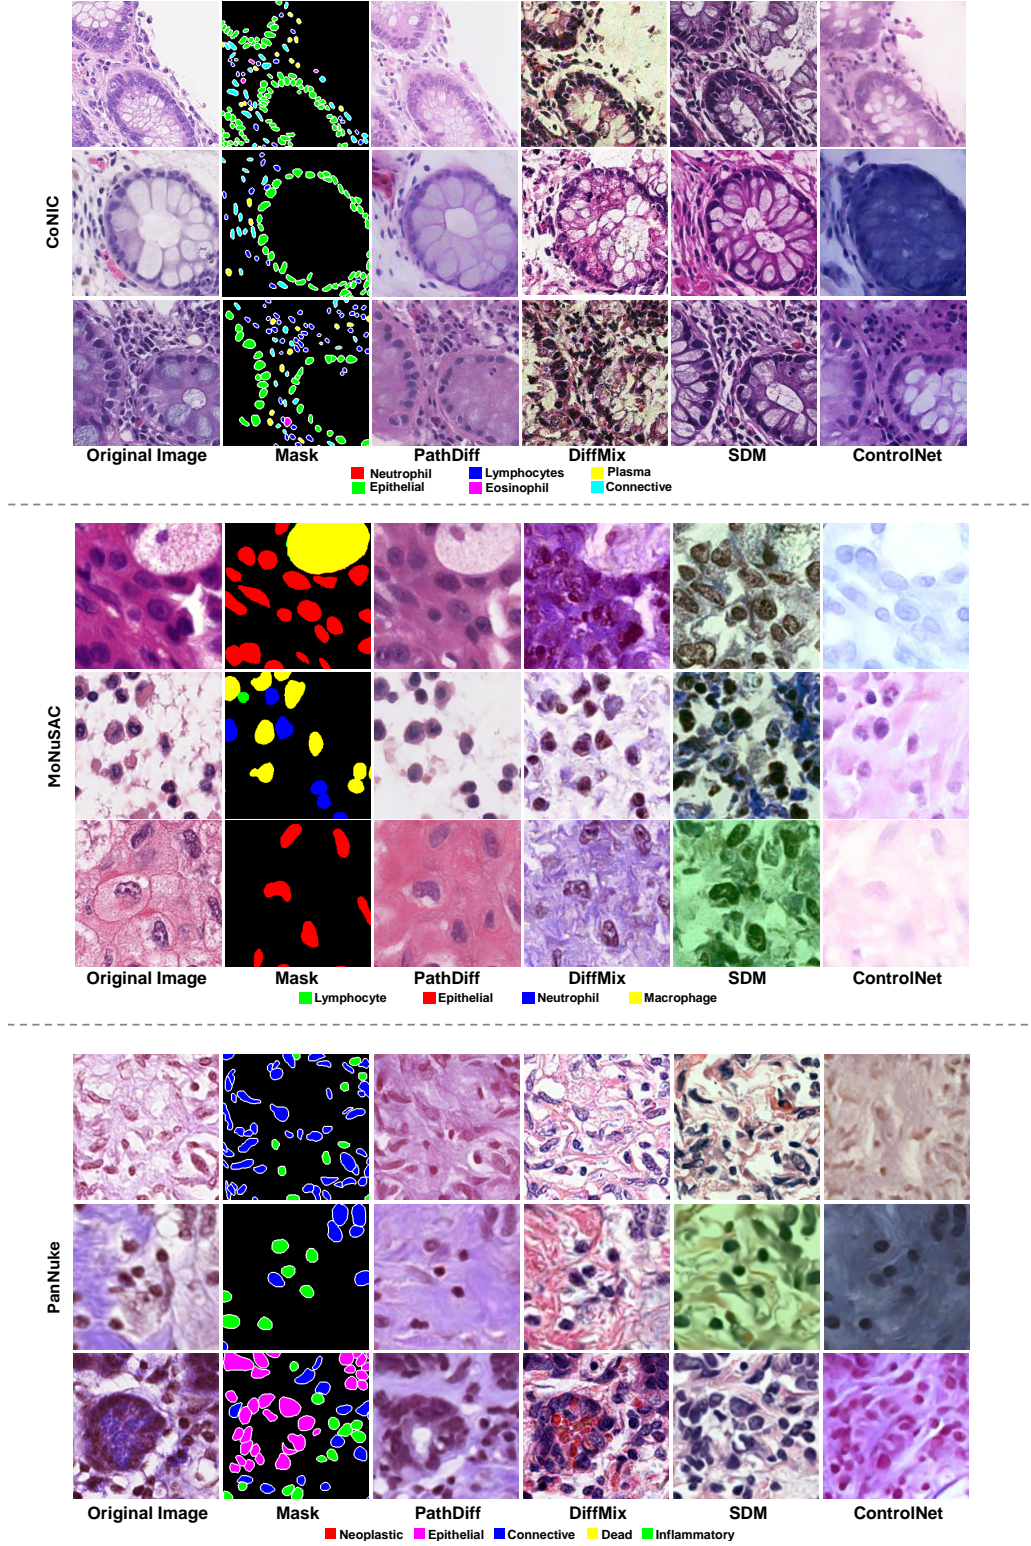 CoNIC
Original Image Mask PathDiff DiffMix SDM ControlNet
Neutrophil Lymphocytes Plasma
Epithelial Eosinophil Connective
MoNuSAC
Original Image Mask PathDiff DiffMix SDM ControlNet
Lymphocyte Epithelial Neutrophil Macrophage
PanNuke
Original Image Mask PathDiff DiffMix SDM ControlNet
Neoplastic Epithelial Connective Dead Inflammatory